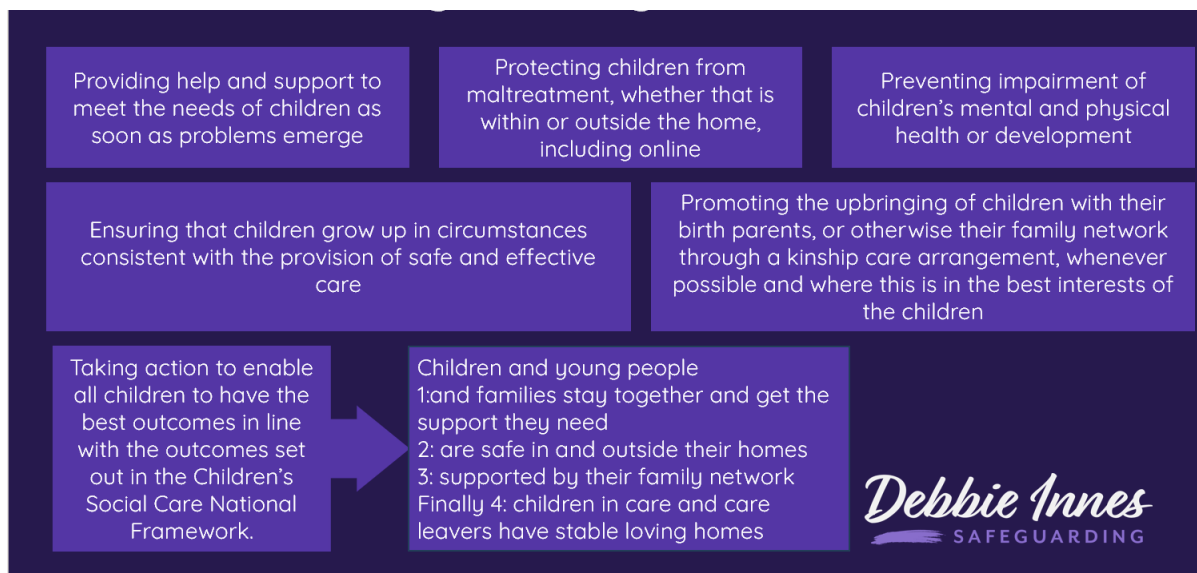 Providing help and support to
meet the needs of children as
soon as problems emerge
Protecting children from
maltreatment, whether that is
within or outside the home,
including online
Preventing impairment of
children's mental and physical
health or development
Ensuring that children grow up in circumstances
consistent with the provision of safe and effective
care
Promoting the upbringing of children with their
birth parents, or otherwise their family network
through a kinship care arrangement, whenever
possible and where this is in the best interests of
the children
Taking action to enable
all children to have the
best outcomes in line
with the outcomes set
out in the Children's
Social Care National
Framework.
Children and young people
1:and families stay together and get the
support they need
2: are safe in and outside their homes
3: supported by their family network
Finally 4: children in care and care
leavers have stable loving homes
Debbie Innes
SAFEGUARDING